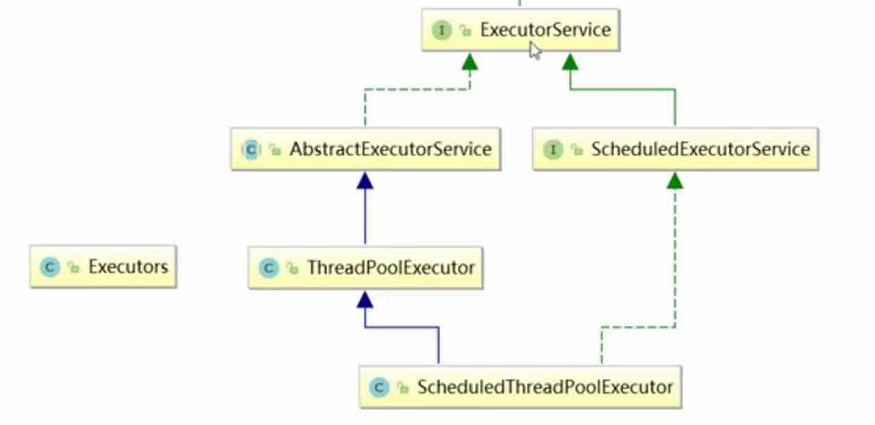 I ExecutorService
C AbstractExecutorService
I ScheduledExecutorService
C Executors
C ThreadPoolExecutor
C ScheduledThreadPoolExecutor